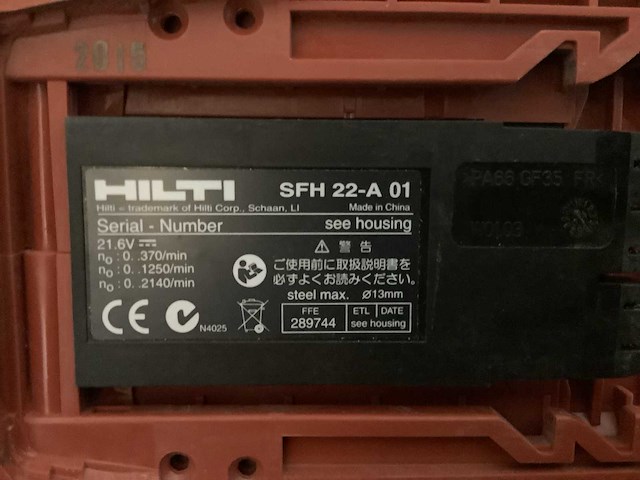 2015
HILTI
SFH 22-A 01
Hilti = trademark of Hilti Corp., Schaan, LI
Made in China
Serial - Number
see housing
21.6V
n₀ : 0..370/min
n₀ : 0..1250/min
n₀ : 0..2140/min
⚠ 警告
ご使用前に取扱説明書を
必ずよくお読みください。
steel max. ⌀13mm
CE
N4025
FFE
289744
ETL DATE
see housing
PA66 GF35 FR